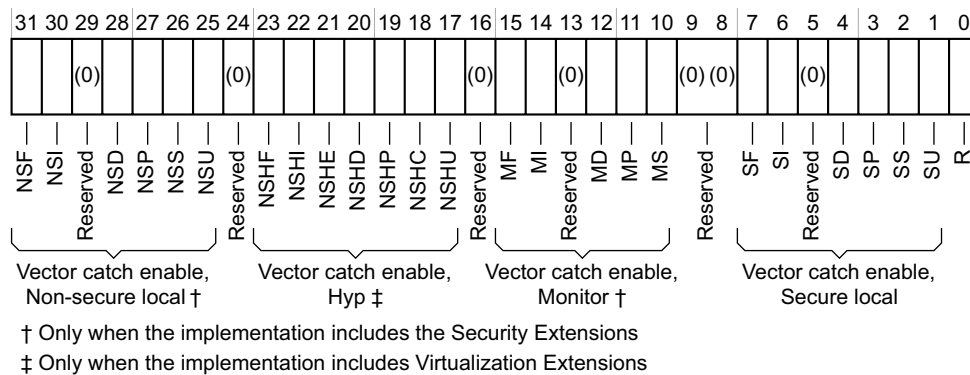 31 30 29 28 27 26 25 24 23 22 21 20 19 18 17 16 15 14 13 12 11 10 9 8 7 6 5 4 3 2 1 0
(0) (0) (0) (0) (0) (0) (0)
NSF NSI Reserved NSD NSP NSS NSU Reserved NSHF NSHI NSHE NSHD NSHP NSHC NSHU Reserved MF MI Reserved MD MP MS Reserved SF SI Reserved SD SP SS SU R
Vector catch enable, Vector catch enable, Vector catch enable, Vector catch enable,
Non-secure local † Hyp ‡ Monitor † Secure local
† Only when the implementation includes the Security Extensions
‡ Only when the implementation includes Virtualization Extensions